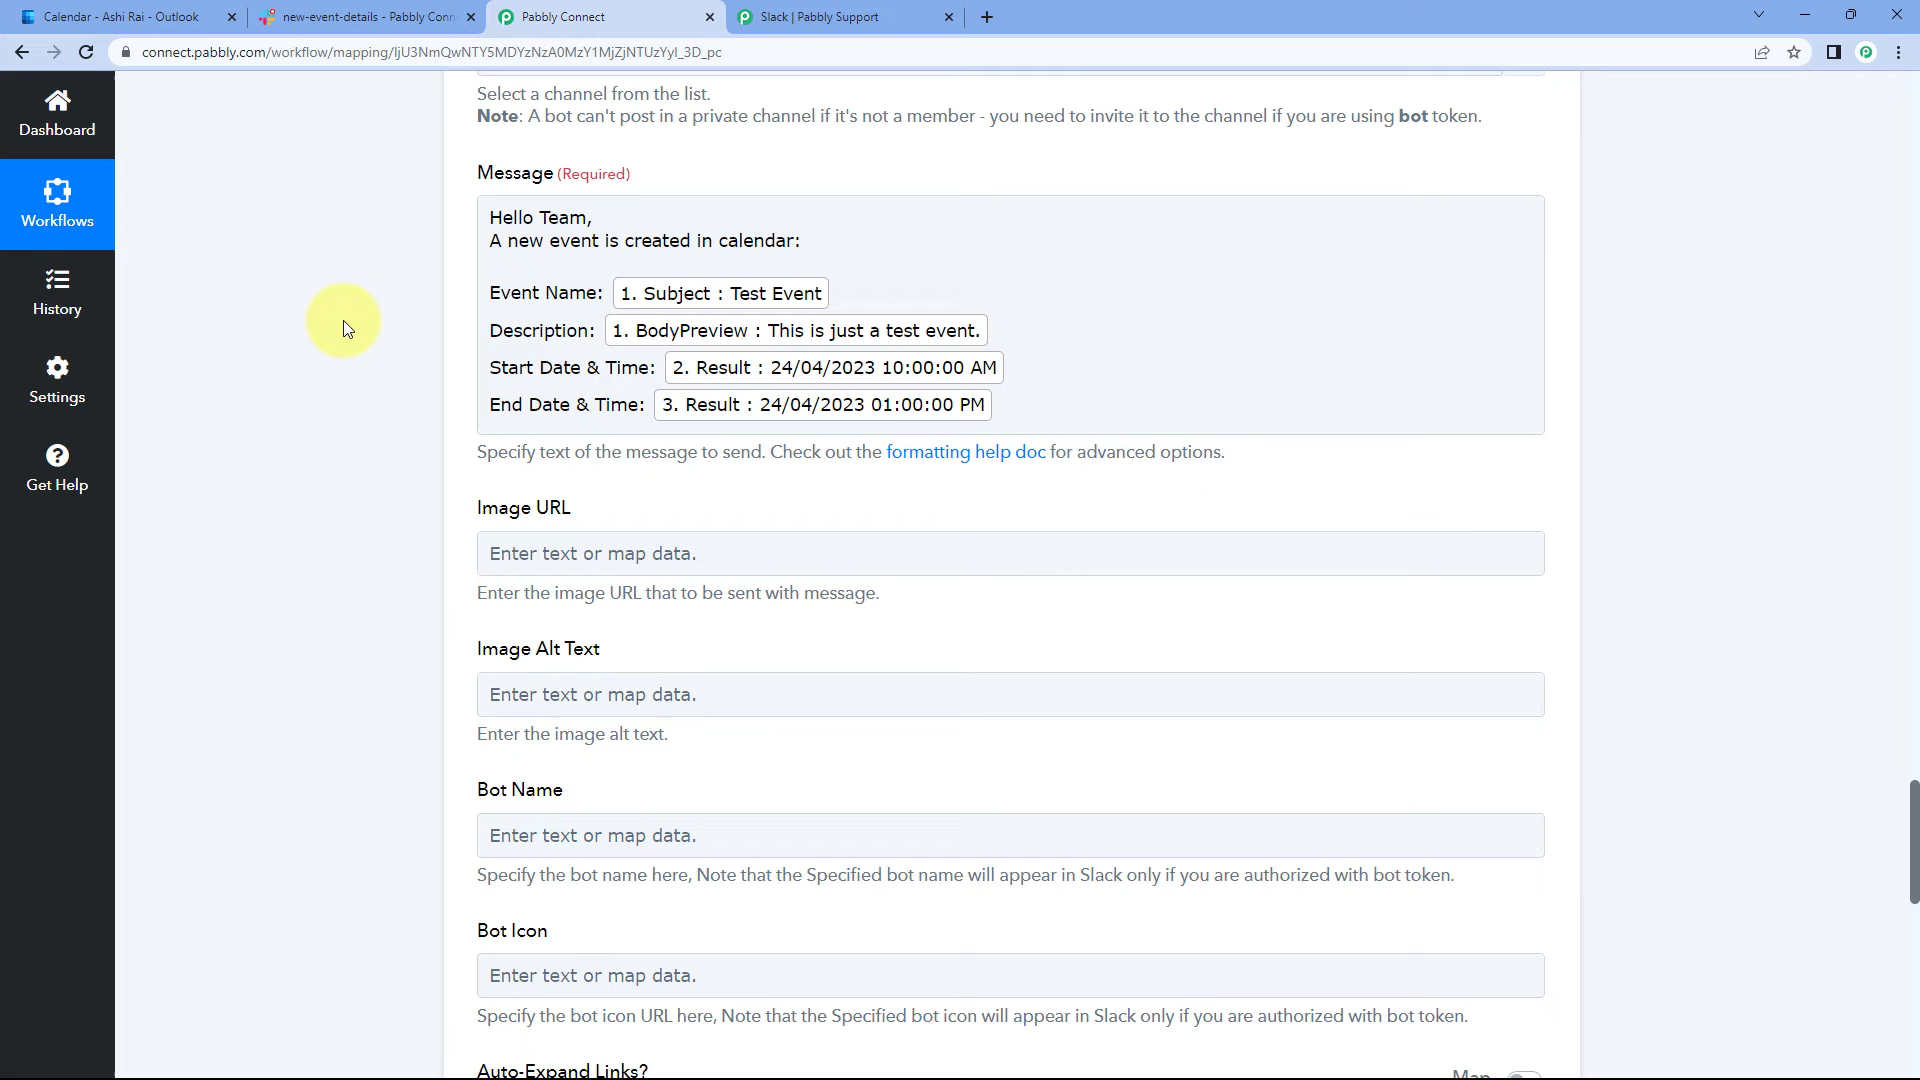 Calendar - Ashi Rai - Outlook
new-event-details - Pabbly Conn
Pabbly Connect
Slack | Pabbly Support
connect.pabbly.com/workflow/mapping/IjU3NmQwNTY5MDYzNzA0MzY1MjZjNTUzYyI_3D_pc
Dashboard
Workflows
History
Settings
Get Help
Select a channel from the list.
Note: A bot can't post in a private channel if it's not a member - you need to invite it to the channel if you are using bot token.
Message (Required)
Hello Team,
A new event is created in calendar:
Event Name: 1. Subject : Test Event
Description: 1. BodyPreview : This is just a test event.
Start Date & Time: 2. Result : 24/04/2023 10:00:00 AM
End Date & Time: 3. Result : 24/04/2023 01:00:00 PM
Specify text of the message to send. Check out the formatting help doc for advanced options.
Image URL
Enter text or map data.
Enter the image URL that to be sent with message.
Image Alt Text
Enter text or map data.
Enter the image alt text.
Bot Name
Enter text or map data.
Specify the bot name here, Note that the Specified bot name will appear in Slack only if you are authorized with bot token.
Bot Icon
Enter text or map data.
Specify the bot icon URL here, Note that the Specified bot icon will appear in Slack only if you are authorized with bot token.
Auto-Expand Links?
Map